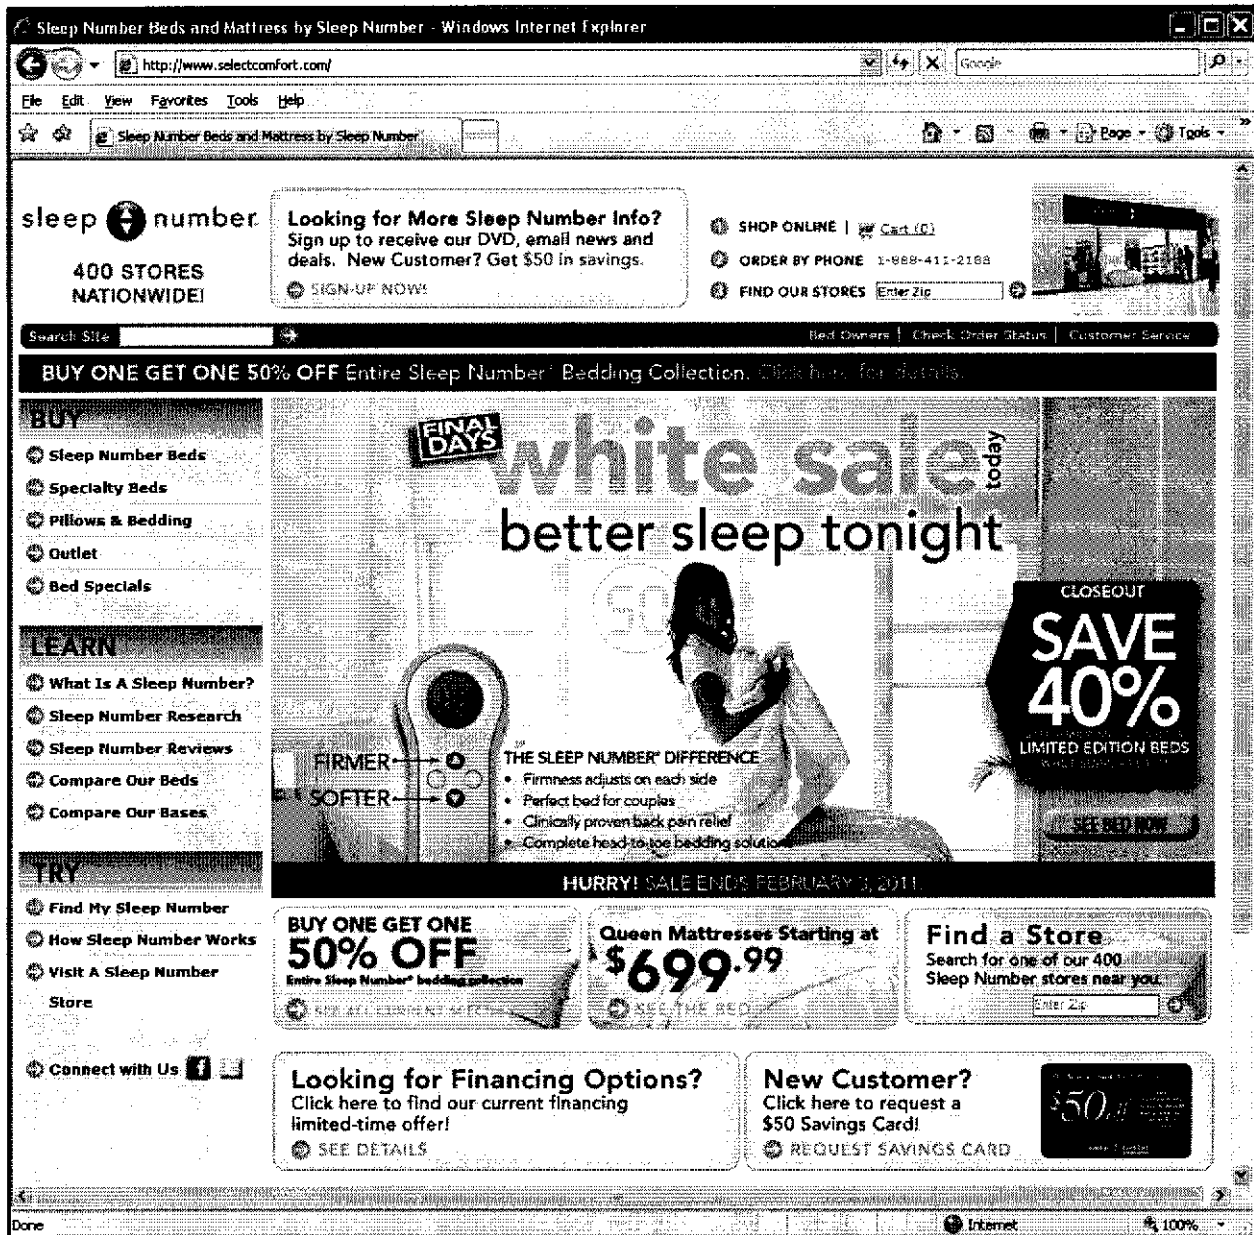 Sleep Number Beds and Mattress by Sleep Number - Windows Internet Explorer
http://www.selectcomfort.com/
Google
File Edit View Favorites Tools Help
Sleep Number Beds and Mattress by Sleep Number
Page Tools
sleep number
400 STORES
NATIONWIDE!
Looking for More Sleep Number Info?
Sign up to receive our DVD, email news and
deals. New Customer? Get $50 in savings.
SIGN-UP NOW!
1 SHOP ONLINE | Cart (0)
2 ORDER BY PHONE 1-888-411-2188
3 FIND OUR STORES Enter Zip
Search Site
Bed Owners | Check Order Status | Customer Service
BUY ONE GET ONE 50% OFF Entire Sleep Number® Bedding Collection. Click here for details.
BUY
Sleep Number Beds
Specialty Beds
Pillows & Bedding
Outlet
Bed Specials
LEARN
What Is A Sleep Number?
Sleep Number Research
Sleep Number Reviews
Compare Our Beds
Compare Our Bases
TRY
Find My Sleep Number
How Sleep Number Works
Visit A Sleep Number
Store
Connect with Us
FINAL
DAYS
white sale
today
better sleep tonight
50
FIRMER
SOFTER
THE SLEEP NUMBER® DIFFERENCE
• Firmness adjusts on each side
• Perfect bed for couples
• Clinically proven back pain relief
• Complete head-to-toe bedding solutions
CLOSEOUT
SAVE
40%
LIMITED EDITION BEDS
SEE BED NOW
HURRY! SALE ENDS FEBRUARY 3, 2011.
BUY ONE GET ONE
50% OFF
Entire Sleep Number® bedding collection
Queen Mattresses Starting at
$699.99
SEE THE BED
Find a Store
Search for one of our 400
Sleep Number stores near you.
Enter Zip
Looking for Financing Options?
Click here to find our current financing
limited-time offer!
SEE DETAILS
New Customer?
Click here to request a
$50 Savings Card!
REQUEST SAVINGS CARD
$50
Done
Internet
100%